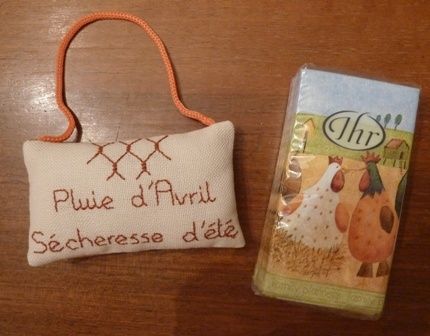 Pluie d'Avril
Sécheresse d'été
Ihr